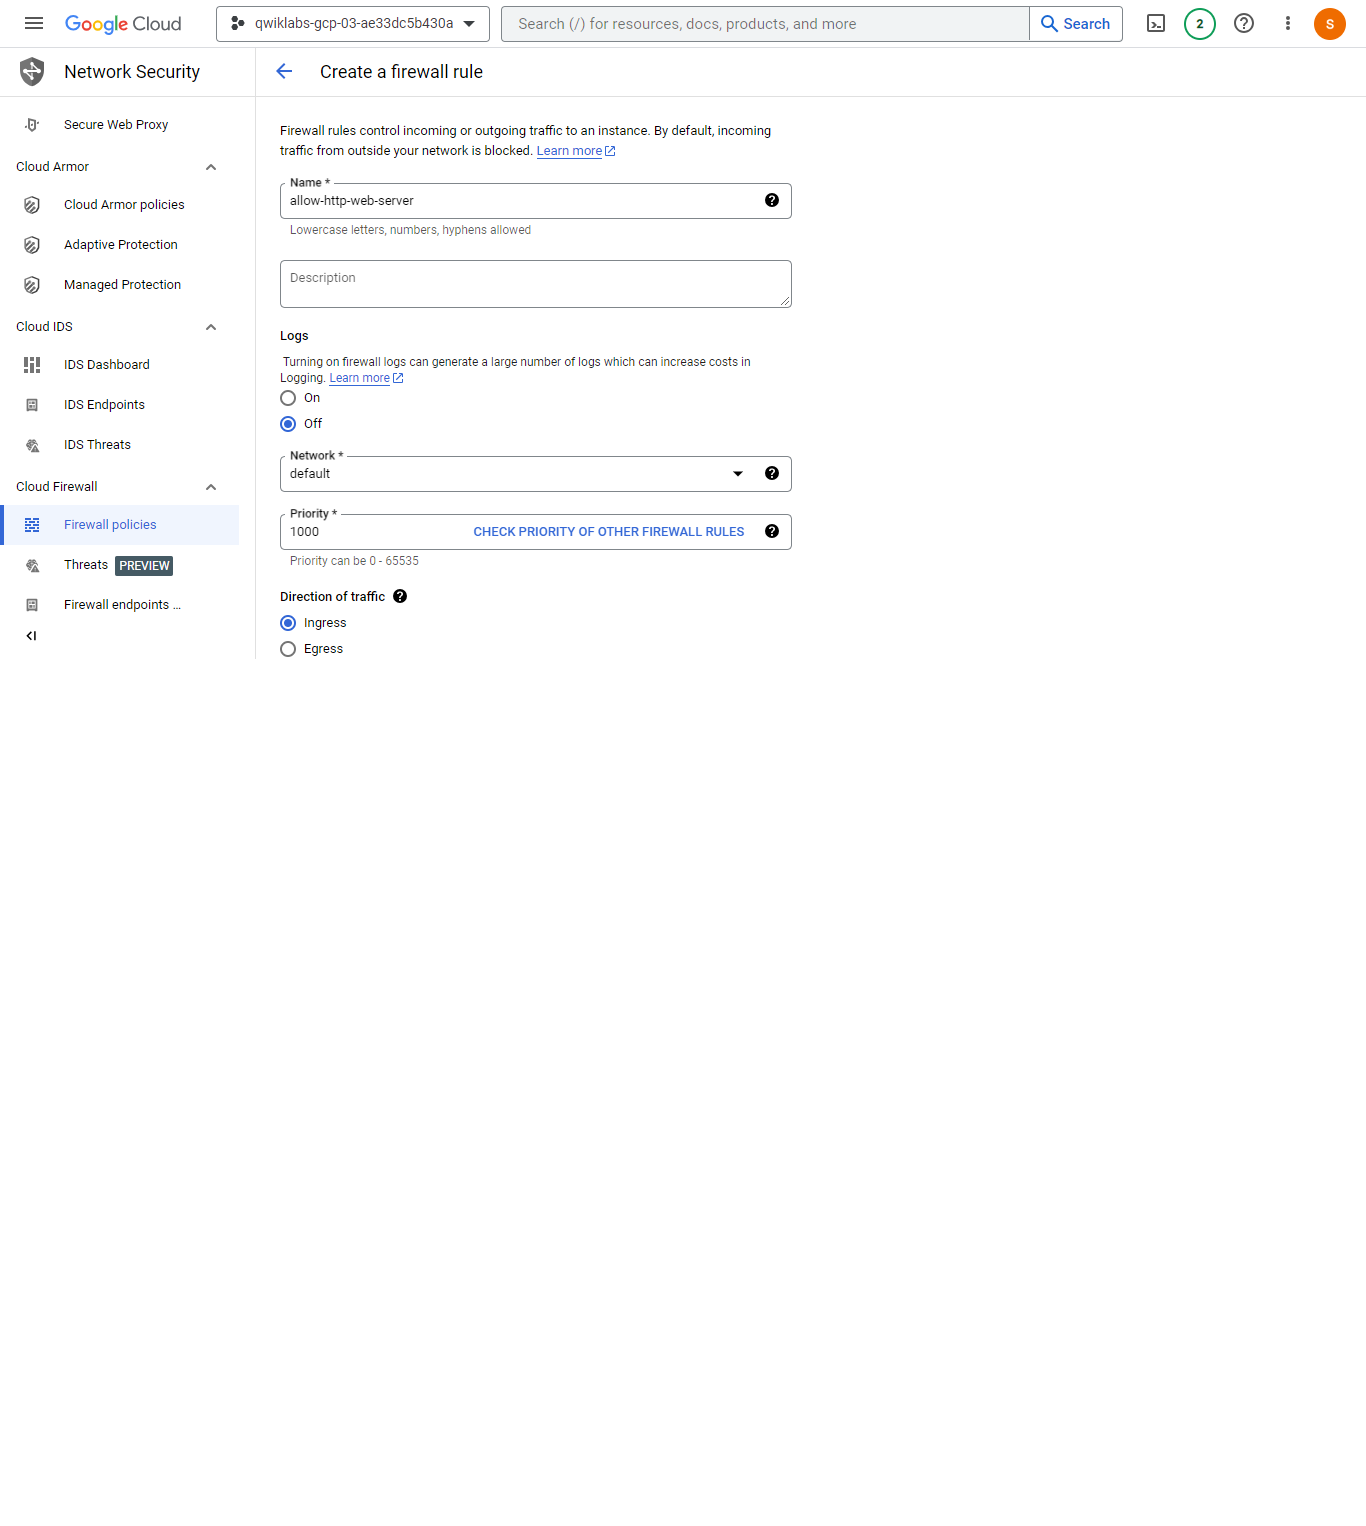 Google Cloud
qwiklabs-gcp-03-ae33dc5b430a
Search (/) for resources, docs, products, and more
Search
2
S
Network Security
Create a firewall rule
Secure Web Proxy
Cloud Armor
Cloud Armor policies
Adaptive Protection
Managed Protection
Cloud IDS
IDS Dashboard
IDS Endpoints
IDS Threats
Cloud Firewall
Firewall policies
Threats PREVIEW
Firewall endpoints ...
Firewall rules control incoming or outgoing traffic to an instance. By default, incoming
traffic from outside your network is blocked. Learn more
Name *
allow-http-web-server
Lowercase letters, numbers, hyphens allowed
Description
Logs
Turning on firewall logs can generate a large number of logs which can increase costs in
Logging. Learn more
On
Off
Network *
default
Priority *
1000 CHECK PRIORITY OF OTHER FIREWALL RULES
Priority can be 0 - 65535
Direction of traffic
Ingress
Egress